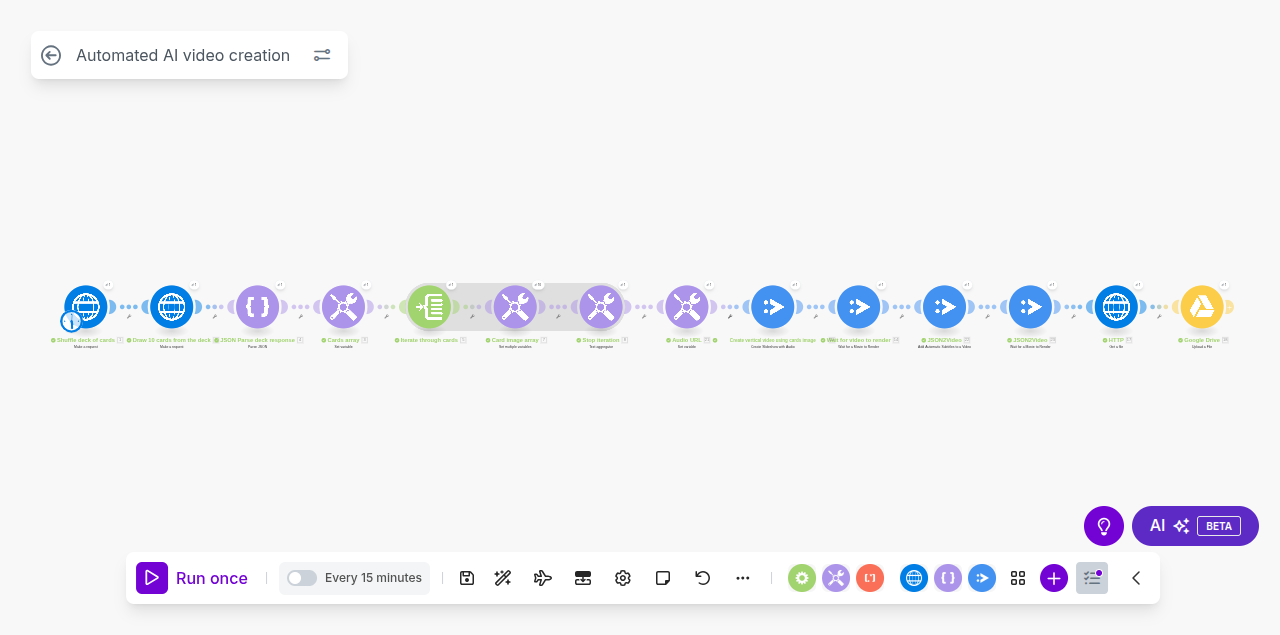 Automated AI video creation
Shuffle deck of cards
Make a request
Draw 10 cards from the deck
Make a request
JSON Parse deck response
Parse JSON
Cards array
Set variable
Iterate through cards
Card image array
Set multiple variables
Stop iteration
Text aggregator
Audio URL
Set variable
Create vertical video using cards image
Create Slideshow with Audio
Wait for video to render
Wait for a Movie to Render
JSON2Video
Add Automatic Subtitles to a Video
JSON2Video
Wait for a Movie to Render
HTTP
Get a file
Google Drive
Upload a File
AI BETA
Run once
Every 15 minutes